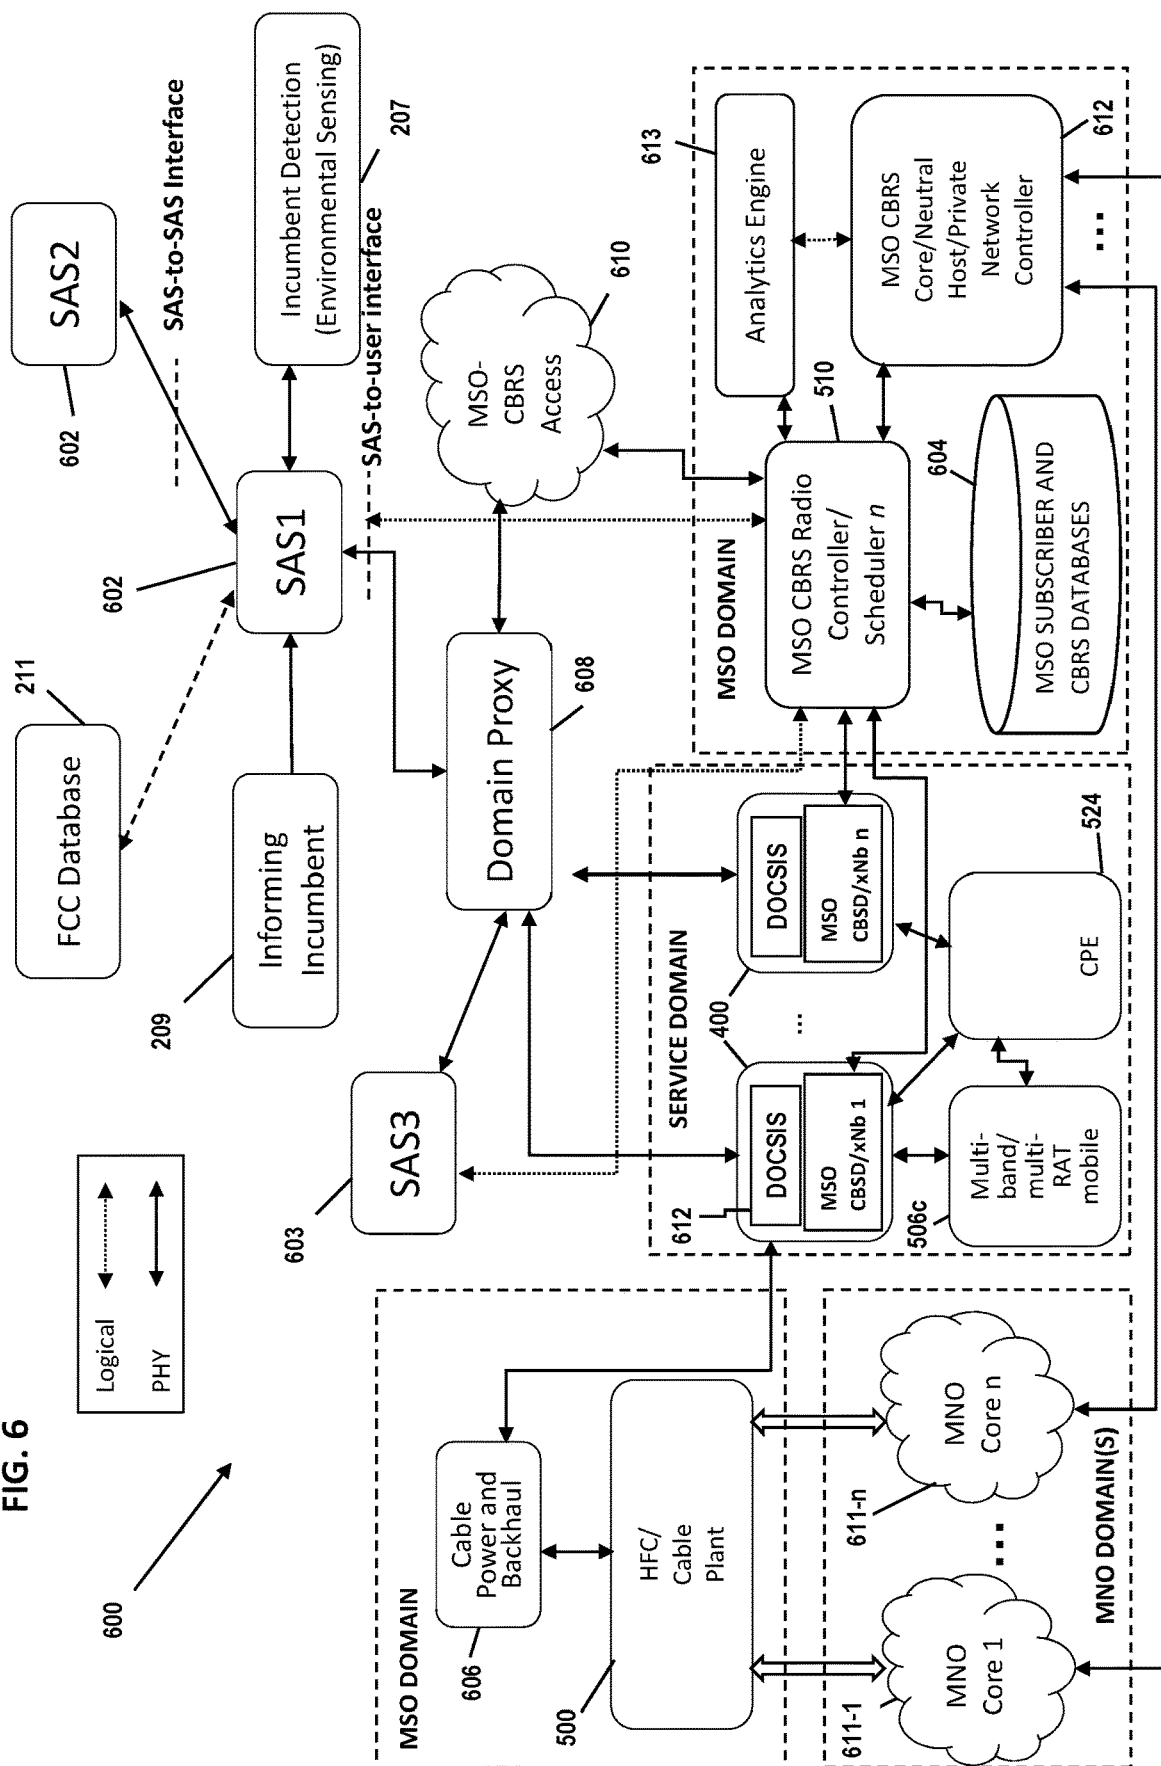 FIG. 6
600
Logical
PHY
FCC Database
211
Informing
Incumbent
209
SAS1
602
SAS2
602
SAS-to-SAS Interface
Incumbent Detection
(Environmental Sensing)
207
SAS-to-user interface
SAS3
603
Domain Proxy
608
MSO-
CBRS
Access
610
MSO DOMAIN
Cable
Power and
Backhaul
606
HFC/
Cable
Plant
500
SERVICE DOMAIN
400
DOCSIS
MSO
CBSD/xNb 1
612
...
DOCSIS
MSO
CBSD/xNb n
Multi-
band/
multi-
RAT
mobile
506c
CPE
524
MSO DOMAIN
MSO CBRS Radio
Controller/
Scheduler n
510
Analytics Engine
613
MSO CBRS
Core/Neutral
Host/Private
Network
Controller
612
...
MSO SUBSCRIBER AND
CBRS DATABASES
604
MNO
Core 1
611-1
...
MNO
Core n
611-n
MNO DOMAIN(S)